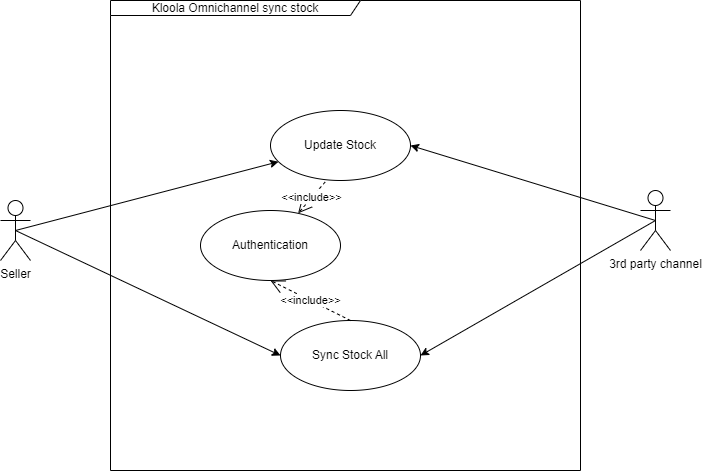 Kloola Omnichannel sync stock
Update Stock
<<include>>
Authentication
Seller
3rd party channel
<<include>>
Sync Stock All